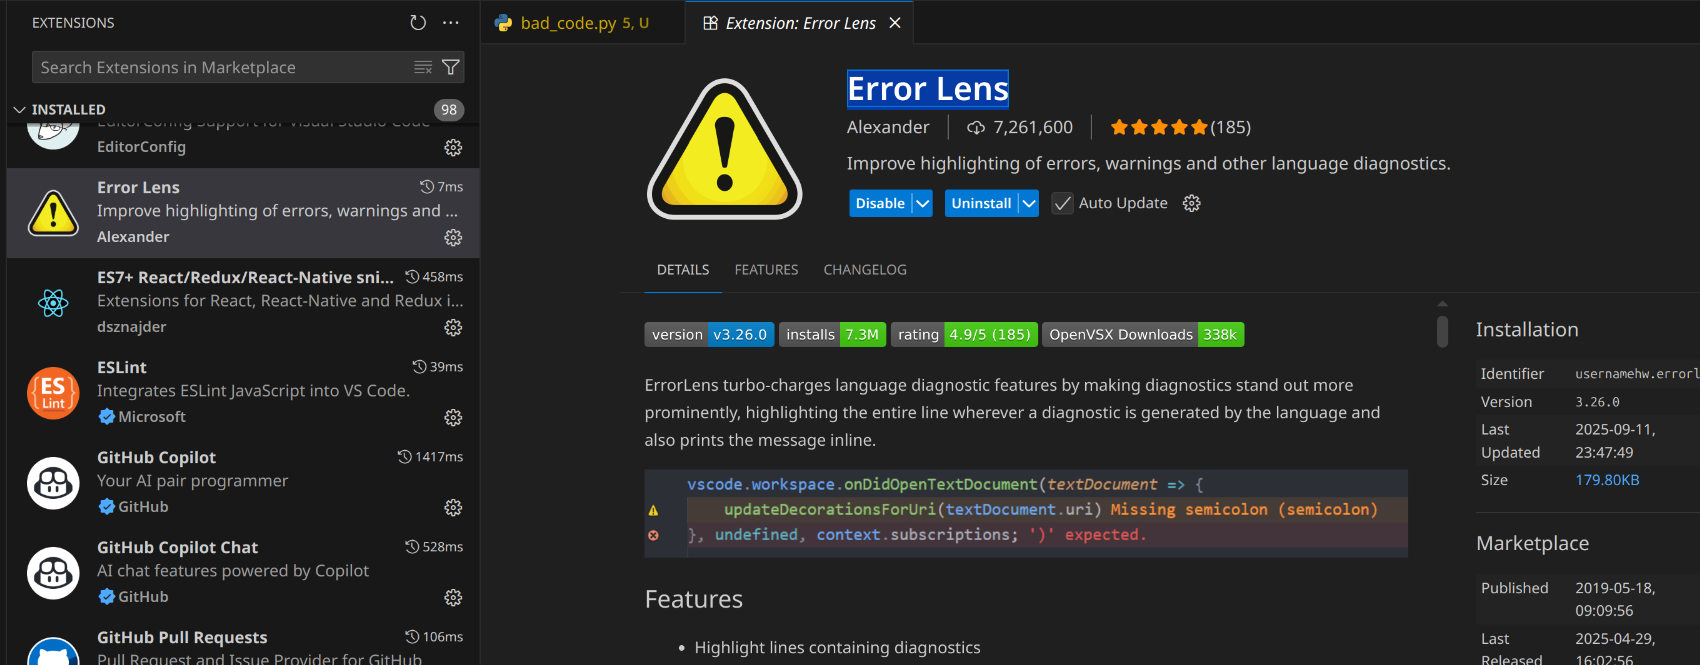 EXTENSIONS
Search Extensions in Marketplace
INSTALLED 98
EditorConfig Support for Visual Studio Code
EditorConfig
Error Lens 7ms
Improve highlighting of errors, warnings and ...
Alexander
ES7+ React/Redux/React-Native sni... 458ms
Extensions for React, React-Native and Redux i...
dsznajder
ES Lint
ESLint 39ms
Integrates ESLint JavaScript into VS Code.
Microsoft
GitHub Copilot 1417ms
Your AI pair programmer
GitHub
GitHub Copilot Chat 528ms
AI chat features powered by Copilot
GitHub
GitHub Pull Requests 106ms
Pull Request and Issue Provider for GitHub
bad_code.py 5, U
Extension: Error Lens
Error Lens
Alexander 7,261,600 (185)
Improve highlighting of errors, warnings and other language diagnostics.
Disable Uninstall Auto Update
DETAILS FEATURES CHANGELOG
version v3.26.0 installs 7.3M rating 4.9/5 (185) OpenVSX Downloads 338k
ErrorLens turbo-charges language diagnostic features by making diagnostics stand out more
prominently, highlighting the entire line wherever a diagnostic is generated by the language and
also prints the message inline.
vscode.workspace.onDidOpenTextDocument(textDocument => {
updateDecorationsForUri(textDocument.uri) Missing semicolon (semicolon)
}, undefined, context.subscriptions; ')' expected.
Features
• Highlight lines containing diagnostics
Installation
Identifier usernamehw.errorl
Version 3.26.0
Last Updated 2025-09-11, 23:47:49
Size 179.80KB
Marketplace
Published 2019-05-18, 09:09:56
Last Released 2025-04-29, 16:02:56